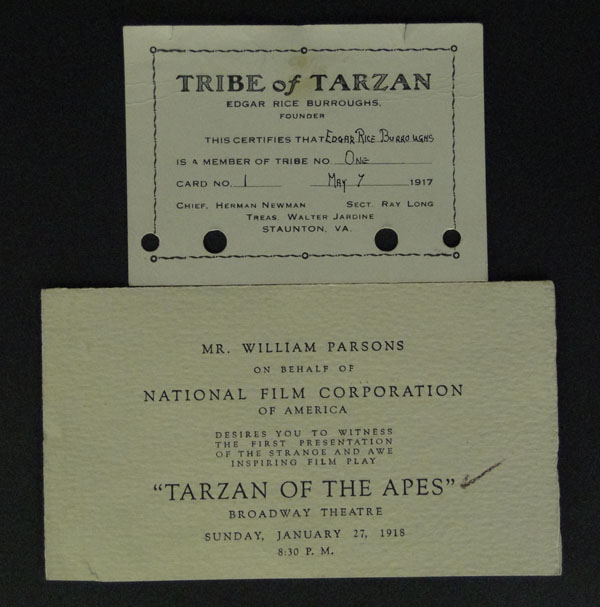 TRIBE of TARZAN
EDGAR RICE BURROUGHS,
FOUNDER
THIS CERTIFIES THAT EDGAR RICE BURROUGHS
IS A MEMBER OF TRIBE NO. ONE
CARD NO. 1 MAY 7 1917
CHIEF, HERMAN NEWMAN SECT. RAY LONG
TREAS. WALTER JARDINE
STAUNTON, VA.
MR. WILLIAM PARSONS
ON BEHALF OF
NATIONAL FILM CORPORATION
OF AMERICA
DESIRES YOU TO WITNESS
THE FIRST PRESENTATION
OF THE STRANGE AND AWE
INSPIRING FILM PLAY
"TARZAN OF THE APES"
BROADWAY THEATRE
SUNDAY, JANUARY 27, 1918
8:30 P. M.